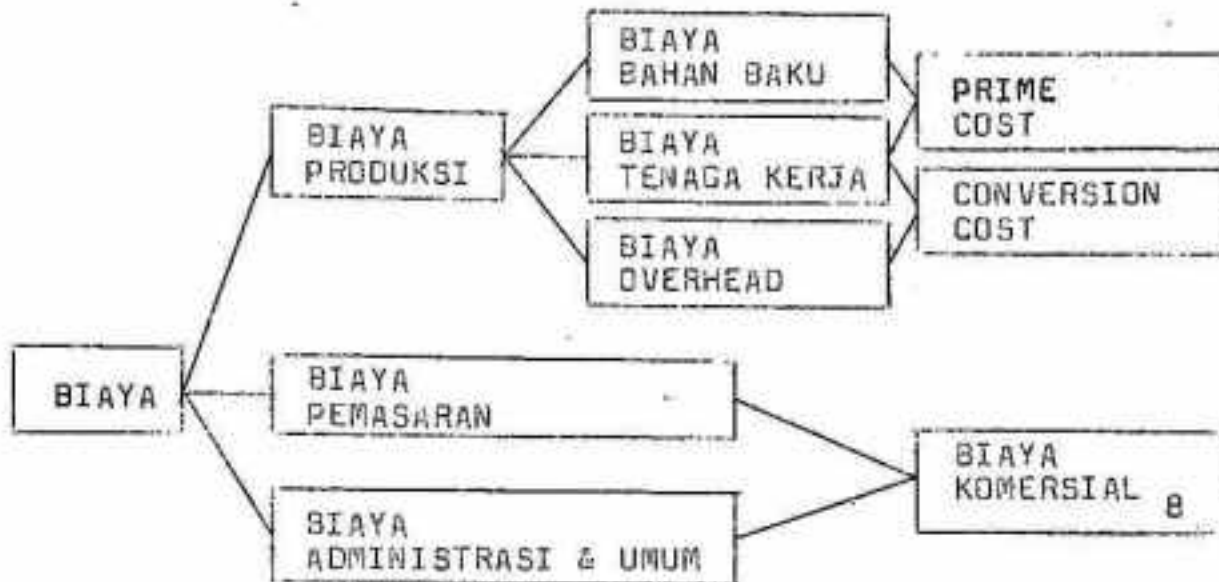 BIAYA
BAHAN BAKU
PRIME
COST
BIAYA
PRODUKSI
BIAYA
TENAGA KERJA
CONVERSION
COST
BIAYA
OVERHEAD
BIAYA
BIAYA
PEMASARAN
BIAYA
KOMERSIAL 8
BIAYA
ADMINISTRASI & UMUM